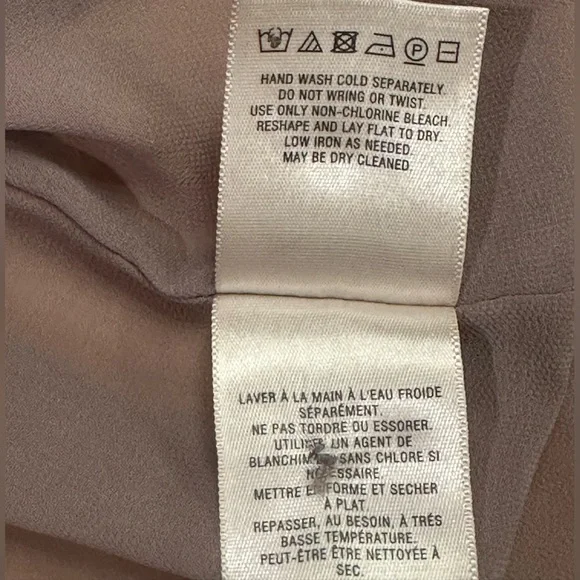 HAND WASH COLD SEPARATELY.
DO NOT WRING OR TWIST.
USE ONLY NON-CHLORINE BLEACH.
RESHAPE AND LAY FLAT TO DRY.
LOW IRON AS NEEDED.
MAY BE DRY CLEANED.
LAVER À LA MAIN À L'EAU FROIDE
SÉPARÉMENT.
NE PAS TORDRE OU ESSORER.
UN AGENT DE
SANS CHLORE SI
METTRE FORME ET SECHER
À PLAT.
REPASSER, AU BESOIN, À TRÉS
BASSE TEMPÉRATURE.
PEUT-ÊTRE ÊTRE NETTOYÉE À
SEC.